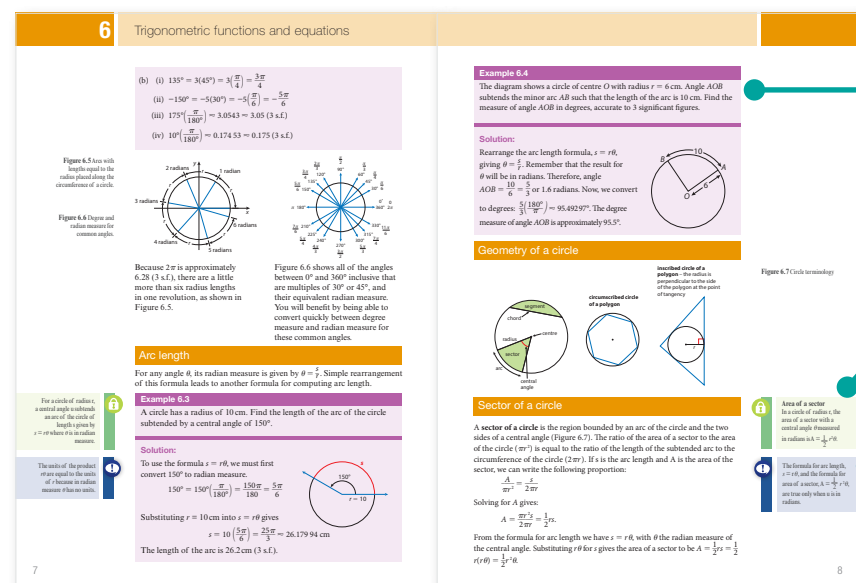 6
Trigonometric functions and equations
(b) (i) 135° = 3(45°) = 3(π/4) = 3π/4
(ii) −150° = −5(30°) = −5(π/6) = −5π/6
(iii) 175°(π/180°) ≈ 3.0543 ≈ 3.05 (3 s.f.)
(iv) 10°(π/180°) ≈ 0.174 53 ≈ 0.175 (3 s.f.)
Figure 6.5 Arcs with
lengths equal to the
radius placed along the
circumference of a circle.
Figure 6.6 Degree and
radian measure for
common angles.
2 radians
y
1 radian
3 radians
x
6 radians
4 radians
5 radians
Because 2π is approximately
6.28 (3 s.f.), there are a little
more than six radius lengths
in one revolution, as shown in
Figure 6.5.
Figure 6.6 shows all of the angles
between 0° and 360° inclusive that
are multiples of 30° or 45°, and
their equivalent radian measure.
You will benefit by being able to
convert quickly between degree
measure and radian measure for
these common angles.
Arc length
For any angle θ, its radian measure is given by θ = s/r. Simple rearrangement
of this formula leads to another formula for computing arc length.
For a circle of radius r,
a central angle α subtends
an arc of the circle of
length s given by
s = rθ where θ is in radian
measure.
The units of the product
rθ are equal to the units
of r because in radian
measure θ has no units.
Example 6.3
A circle has a radius of 10 cm. Find the length of the arc of the circle
subtended by a central angle of 150°.
Solution:
To use the formula s = rθ, we must first
convert 150° to radian measure.
150° = 150°(π/180°) = 150π/180 = 5π/6
Substituting r = 10 cm into s = rθ gives
s = 10 (5π/6) = 25π/3 ≈ 26.179 94 cm
The length of the arc is 26.2 cm (3 s.f.).
s
150°
r = 10
7
Example 6.4
The diagram shows a circle of centre O with radius r = 6 cm. Angle AOB
subtends the minor arc AB such that the length of the arc is 10 cm. Find the
measure of angle AOB in degrees, accurate to 3 significant figures.
Solution:
Rearrange the arc length formula, s = rθ,
giving θ = s/r. Remember that the result for
θ will be in radians. Therefore, angle
AOB = 10/6 = 5/3 or 1.6 radians. Now, we convert
to degrees: 5/3(180°/π) ≈ 95.49297°. The degree
measure of angle AOB is approximately 95.5°.
10
B
A
6
O
Geometry of a circle
segment
chord
radius
centre
sector
arc
central
angle
circumscribed circle
of a polygon
inscribed circle of a
polygon – the radius is
perpendicular to the side
of the polygon at the point
of tangency
r
Figure 6.7 Circle terminology
Sector of a circle
A sector of a circle is the region bounded by an arc of the circle and the two
sides of a central angle (Figure 6.7). The ratio of the area of a sector to the area
of the circle (πr²) is equal to the ratio of the length of the subtended arc to the
circumference of the circle (2πr). If s is the arc length and A is the area of the
sector, we can write the following proportion:
A/πr² = s/2πr
Solving for A gives:
A = πr²s/2πr = 1/2 rs.
From the formula for arc length we have s = rθ, with θ the radian measure of
the central angle. Substituting rθ for s gives the area of a sector to be A = 1/2 rs = 1/2
r(rθ) = 1/2 r²θ.
Area of a sector
In a circle of radius r, the
area of a sector with a
central angle θ measured
in radians is A = 1/2 r²θ.
The formula for arc length,
s = rθ, and the formula for
area of a sector, A = 1/2 r²θ,
are true only when α is in
radians.
8